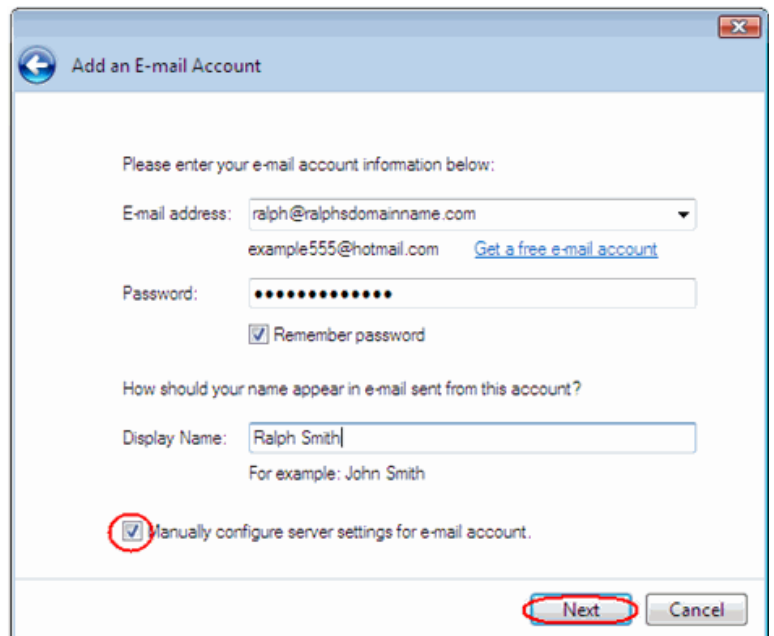 Add an E-mail Account
Please enter your e-mail account information below:
E-mail address: ralph@ralphsdomainname.com
example555@hotmail.com Get a free e-mail account
Password: •••••••••••••
Remember password
How should your name appear in e-mail sent from this account?
Display Name: Ralph Smith
For example: John Smith
Manually configure server settings for e-mail account.
Next Cancel